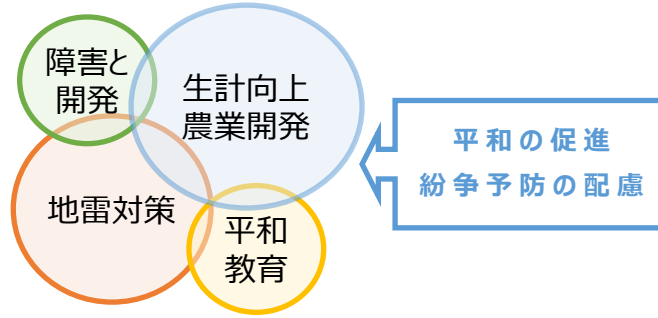 障害と
開発
生計向上
農業開発
地雷対策
平和
教育
平和の促進
紛争予防の配慮